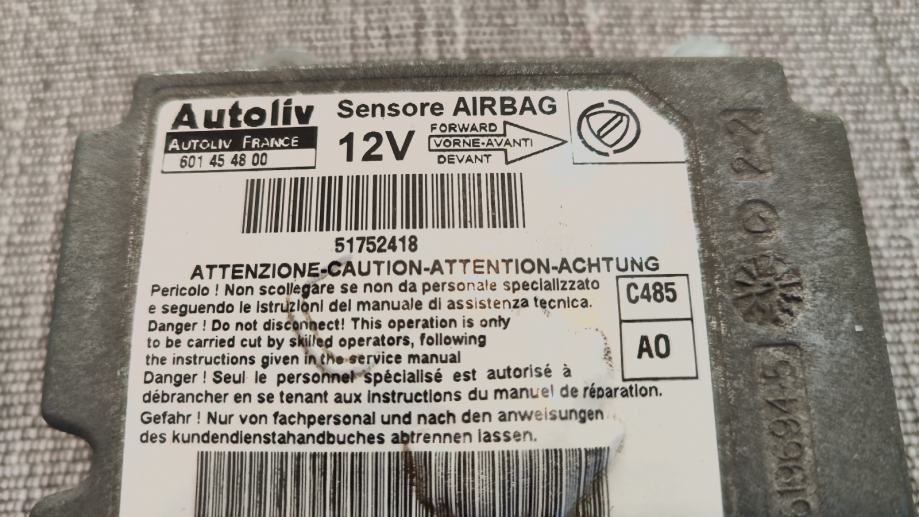 Autoliv
Sensore AIRBAG
AUTOLIV FRANCE
601 45 48 00
12V
FORWARD
VORNE-AVANTI
DEVANT
51752418
ATTENZIONE-CAUTION-ATTENTION-ACHTUNG
Pericolo ! Non scollegare se non da personale specializzato
e seguendo le istruzioni del manuale di assistenza tecnica.
Danger ! Do not disconnect! This operation is only
to be carried cut by skilled operators, following
the instructions given in the service manual
Danger ! Seul le personnel spécialisé est autorisé à
débrancher en se tenant aux instructions du manuel de réparation.
Gefahr ! Nur von fachpersonal und nach den anweisungen
des kundendienstahandbuches abtrennen lassen.
C485
A0